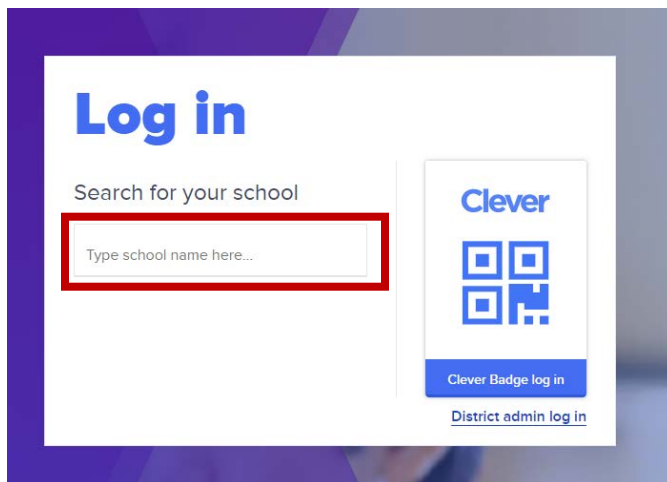 Log in
Search for your school
Type school name here...
Clever
Clever Badge log in
District admin log in